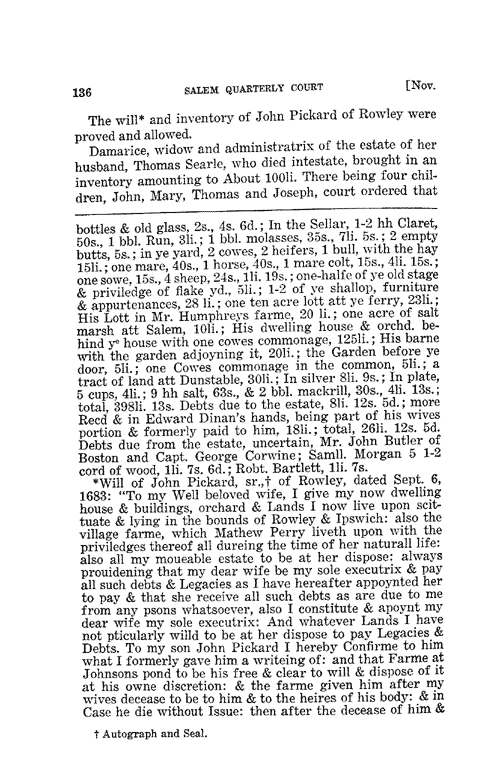 136 SALEM QUARTERLY COURT [Nov.
The will* and inventory of John Pickard of Rowley were
proved and allowed.
Damarice, widow and administratrix of the estate of her
husband, Thomas Searle, who died intestate, brought in an
inventory amounting to About 100li. There being four chil-
dren, John, Mary, Thomas and Joseph, court ordered that
bottles & old glass, 2s., 4s. 6d.; In the Sellar, 1-2 hh Claret,
50s., 1 bbl. Run, 3li.; 1 bbl. molasses, 35s., 7li. 5s.; 2 empty
butts, 5s.; in ye yard, 2 cowes, 2 heifers, 1 bull, with the hay
15li.; one mare, 40s., 1 horse, 40s., 1 mare colt, 15s., 4li. 15s.;
one sowe, 15s., 4 sheep, 24s., 1li. 19s.; one-halfe of ye old stage
& priviledge of flake yd., 5li.; 1-2 of ye shallop, furniture
& appurtenances, 28 li.; one ten acre lott att ye ferry, 23li.;
His Lott in Mr. Humphreys farme, 20 li.; one acre of salt
marsh att Salem, 10li.; His dwelling house & orchd. be-
hind ye house with one cowes commonage, 125li.; His barne
with the garden adjoyning it, 20li.; the Garden before ye
door, 5li.; one Cowes commonage in the common, 5li.; a
tract of land att Dunstable, 30li.; In silver 8li. 9s.; In plate,
5 cups, 4li.; 9 hh salt, 63s., & 2 bbl. mackrill, 30s., 4li. 13s.;
total, 398li. 13s. Debts due to the estate, 8li. 12s. 5d.; more
Recd & in Edward Dinan's hands, being part of his wives
portion & formerly paid to him, 18li.; total, 26li. 12s. 5d.
Debts due from the estate, uncertain, Mr. John Butler of
Boston and Capt. George Corwine; Samll. Morgan 5 1-2
cord of wood, 1li. 7s. 6d.; Robt. Bartlett, 1li. 7s.
*Will of John Pickard, sr.,† of Rowley, dated Sept. 6,
1683: "To my Well beloved wife, I give my now dwelling
house & buildings, orchard & Lands I now live upon scit-
tuate & lying in the bounds of Rowley & Ipswich: also the
village farme, which Mathew Perry liveth upon with the
priviledges thereof all dureing the time of her naturall life:
also all my moueable estate to be at her dispose: always
prouidening that my dear wife be my sole executrix & pay
all such debts & Legacies as I have hereafter appoynted her
to pay & that she receive all such debts as are due to me
from any psons whatsoever, also I constitute & apoynt my
dear wife my sole executrix: And whatever Lands I have
not pticularly willd to be at her dispose to pay Legacies &
Debts. To my son John Pickard I hereby Confirme to him
what I formerly gave him a writeing of: and that Farme at
Johnsons pond to be his free & clear to will & dispose of it
at his owne discretion: & the farme given him after my
wives decease to be to him & to the heires of his body: & in
Case he die without Issue: then after the decease of him &
† Autograph and Seal.